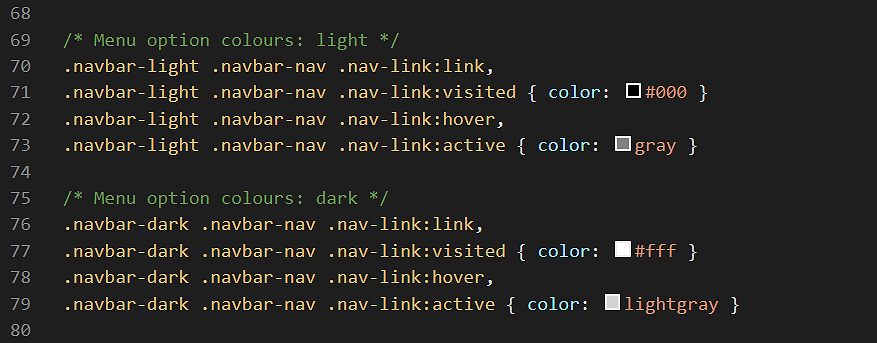 68
69 /* Menu option colours: light */
70 .navbar-light .navbar-nav .nav-link:link,
71 .navbar-light .navbar-nav .nav-link:visited { color: #000 }
72 .navbar-light .navbar-nav .nav-link:hover,
73 .navbar-light .navbar-nav .nav-link:active { color: gray }
74
75 /* Menu option colours: dark */
76 .navbar-dark .navbar-nav .nav-link:link,
77 .navbar-dark .navbar-nav .nav-link:visited { color: #fff }
78 .navbar-dark .navbar-nav .nav-link:hover,
79 .navbar-dark .navbar-nav .nav-link:active { color: lightgray }
80